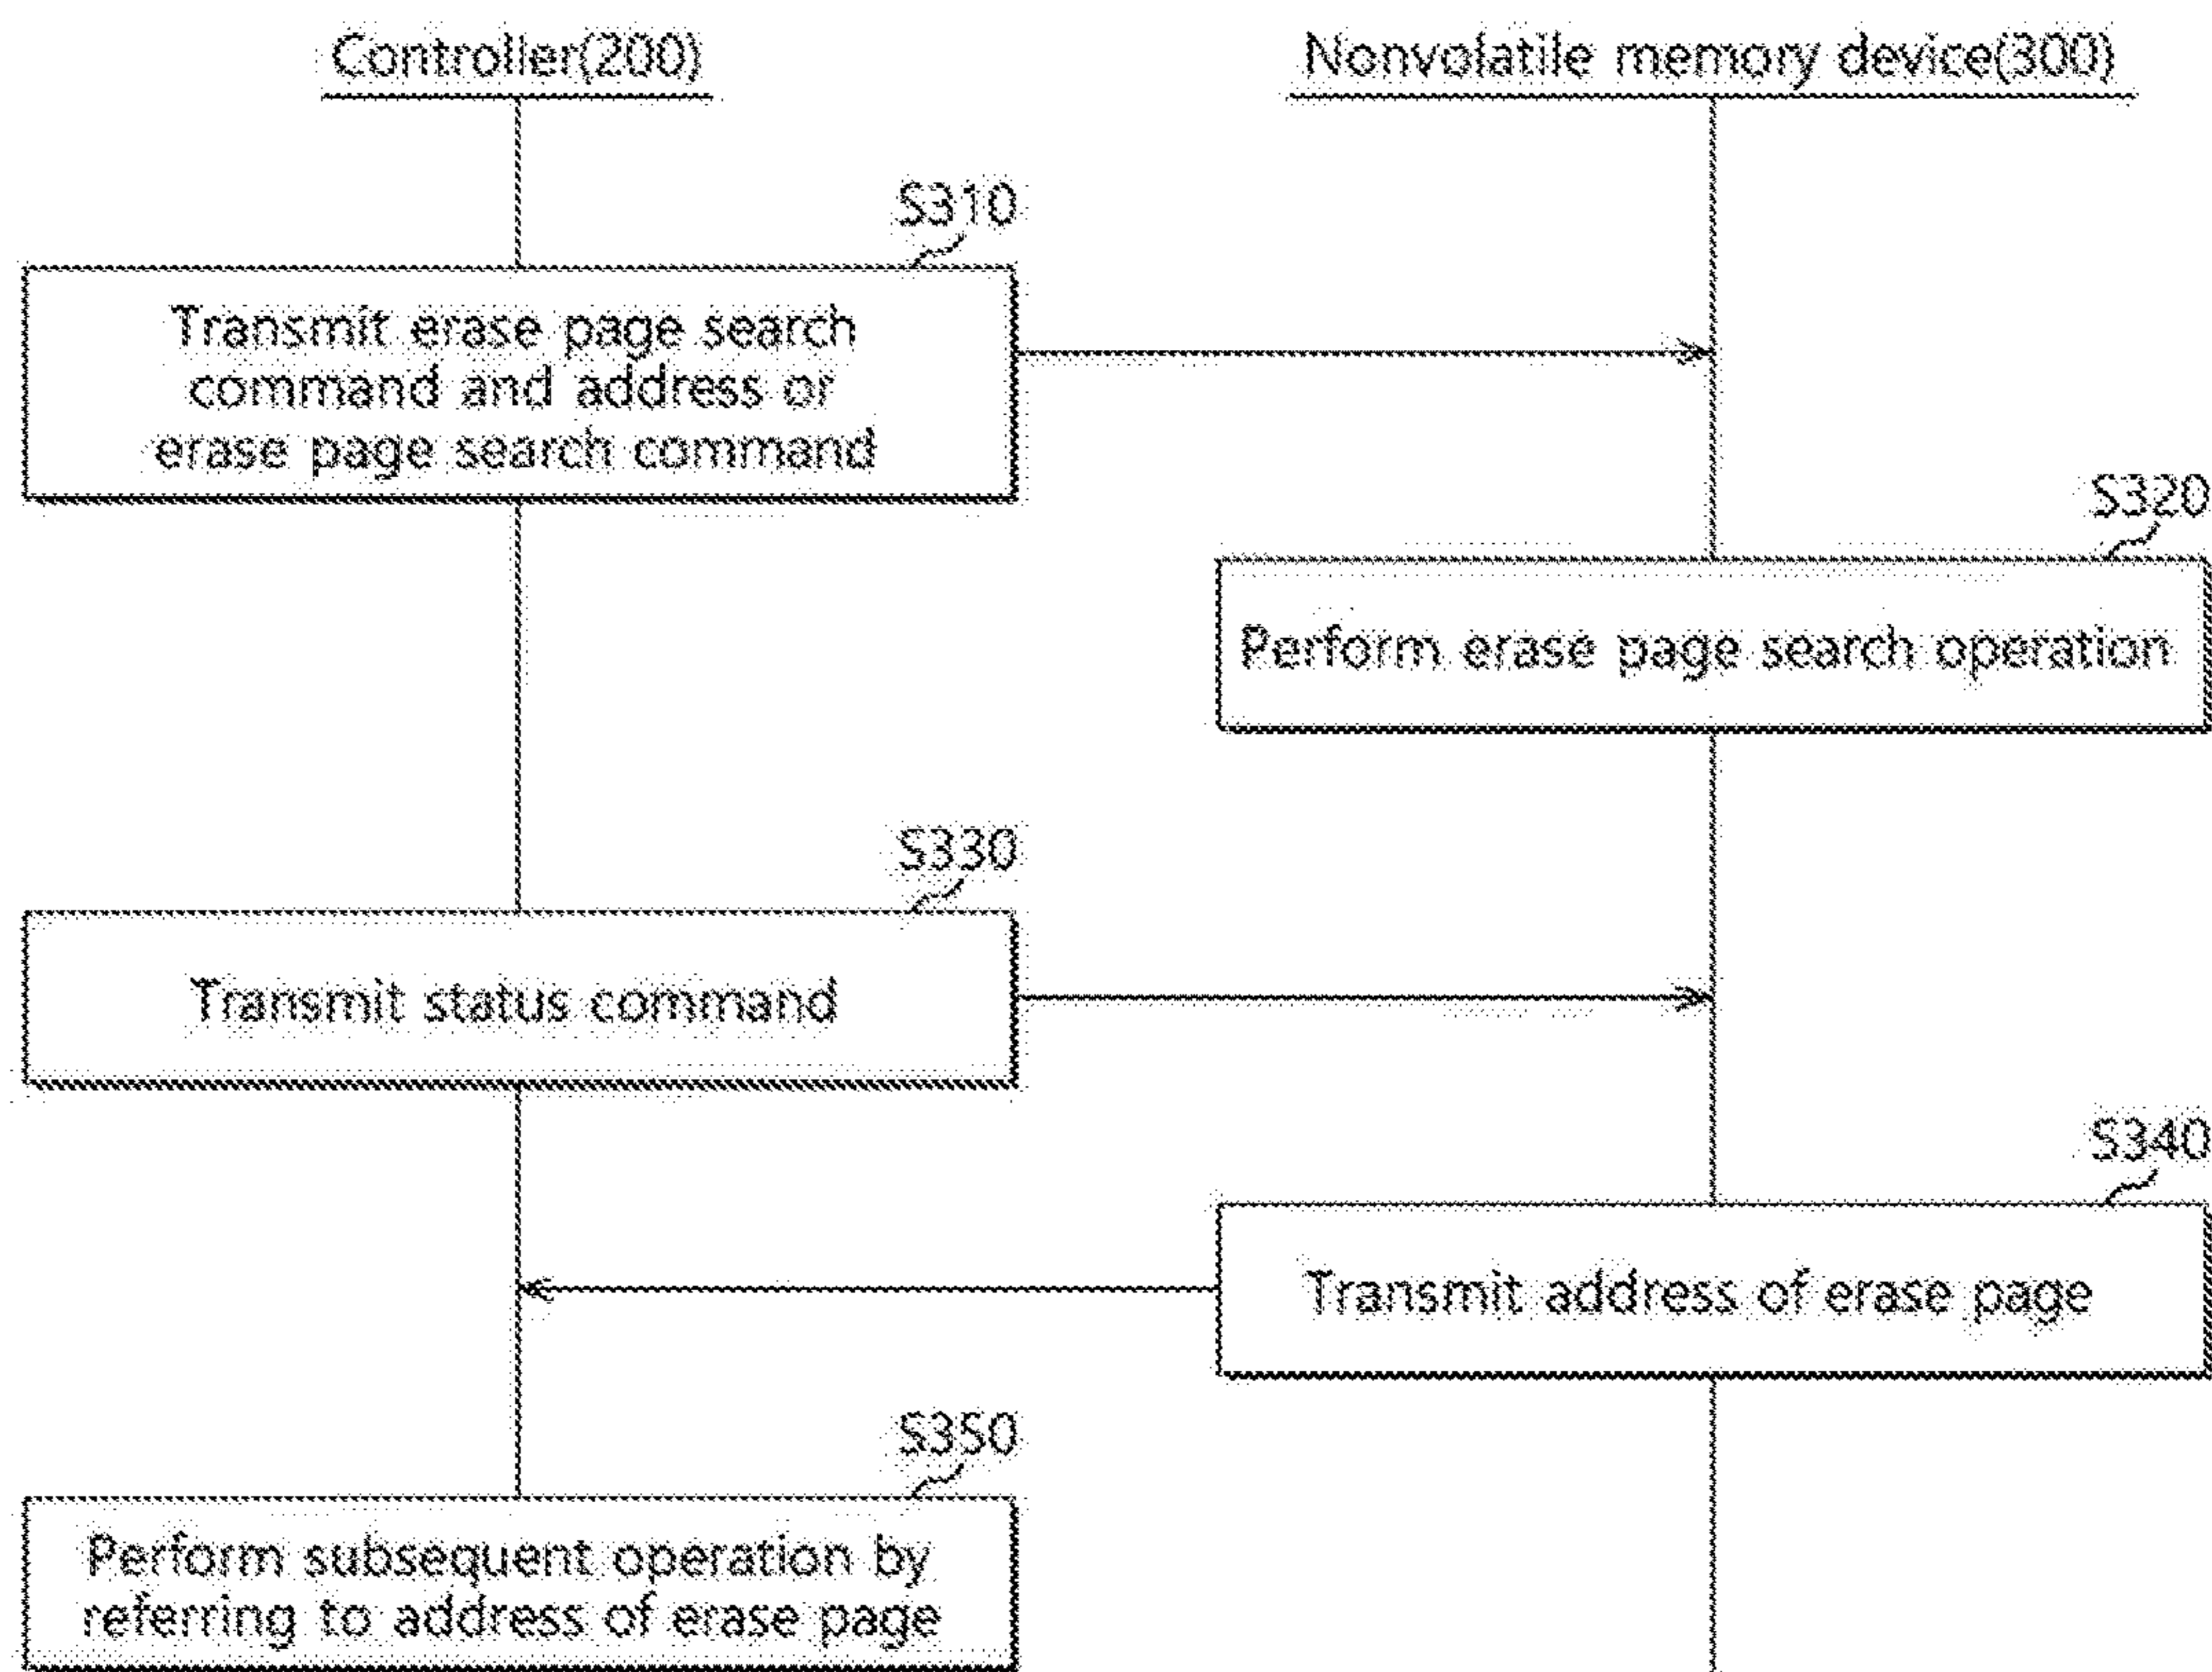 Controller(200)
Nonvolatile memory device(300)
S310
Transmit erase page search
command and address or
erase page search command
S320
Perform erase page search operation
S330
Transmit status command
S340
Transmit address of erase page
S350
Perform subsequent operation by
referring to address of erase page